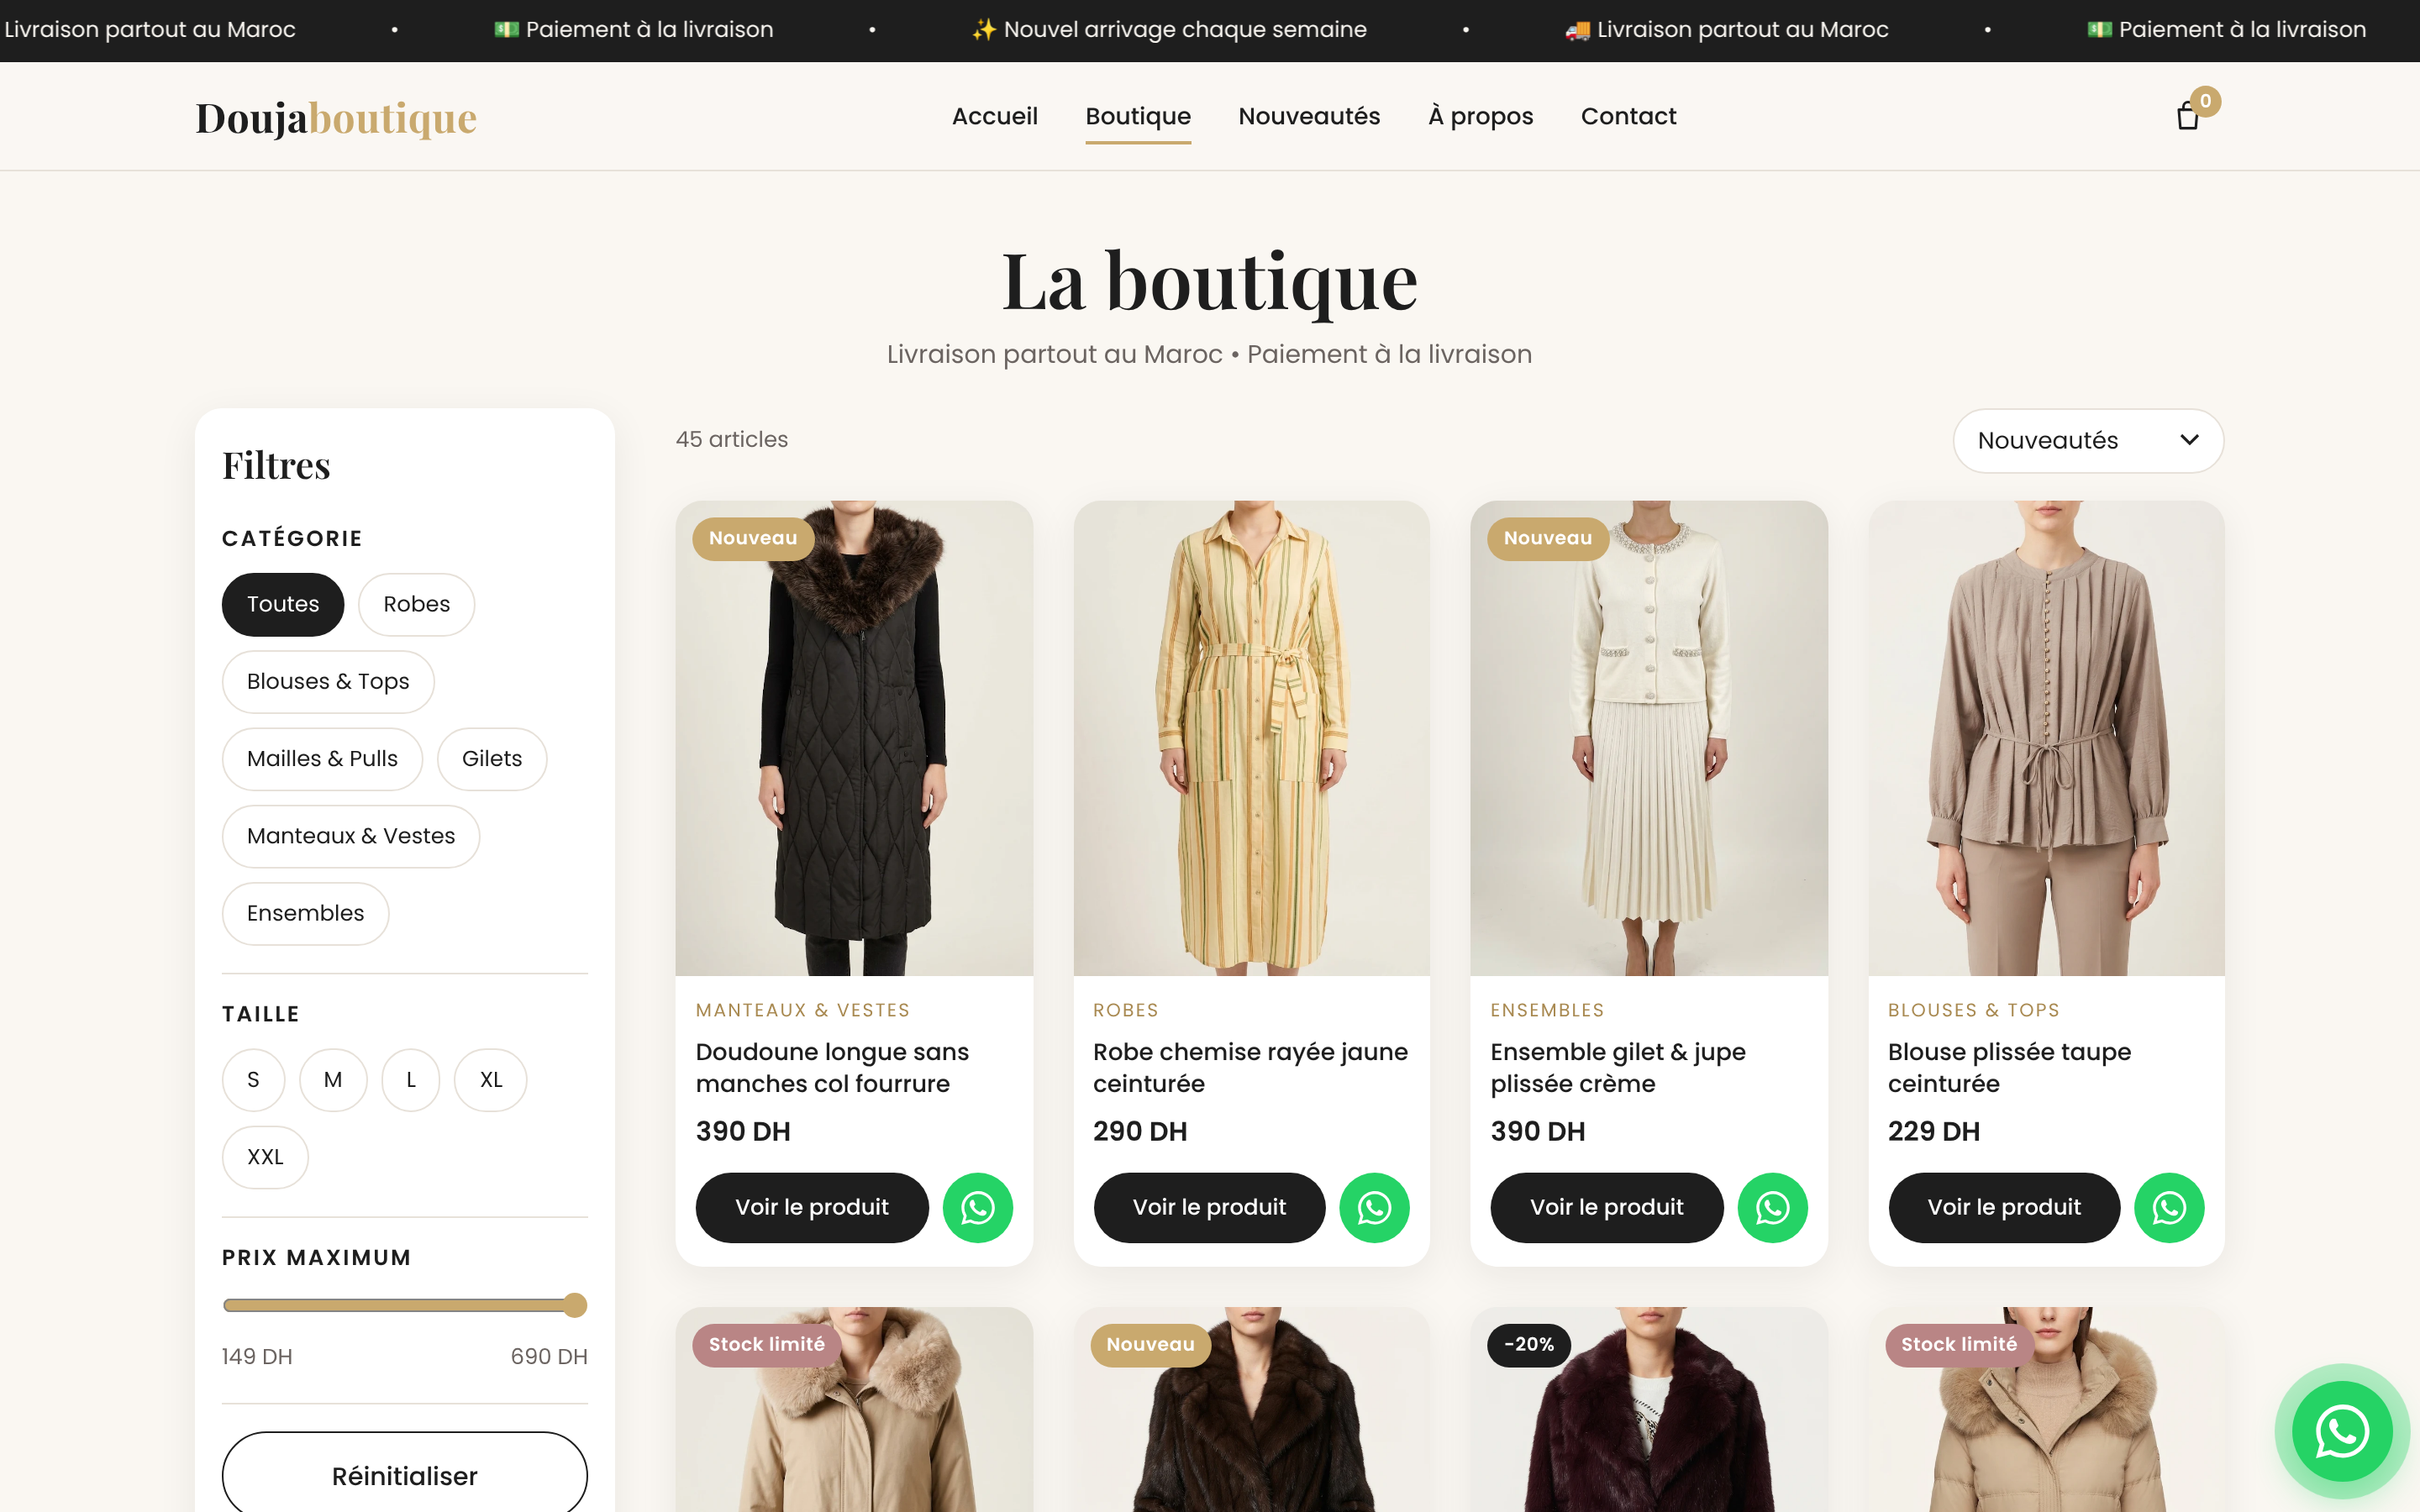 Livraison partout au Maroc • 💵 Paiement à la livraison • ✨ Nouvel arrivage chaque semaine • 🚚 Livraison partout au Maroc • 💵 Paiement à la livraison
Doujaboutique
Accueil Boutique Nouveautés À propos Contact
0
La boutique
Livraison partout au Maroc • Paiement à la livraison
Filtres
CATÉGORIE
Toutes Robes
Blouses & Tops
Mailles & Pulls Gilets
Manteaux & Vestes
Ensembles
TAILLE
S M L XL
XXL
PRIX MAXIMUM
149 DH 690 DH
Réinitialiser
45 articles
Nouveautés
Nouveau
MANTEAUX & VESTES
Doudoune longue sans
manches col fourrure
390 DH
Voir le produit
ROBES
Robe chemise rayée jaune
ceinturée
290 DH
Voir le produit
Nouveau
ENSEMBLES
Ensemble gilet & jupe
plissée crème
390 DH
Voir le produit
BLOUSES & TOPS
Blouse plissée taupe
ceinturée
229 DH
Voir le produit
Stock limité
Nouveau
-20%
Stock limité